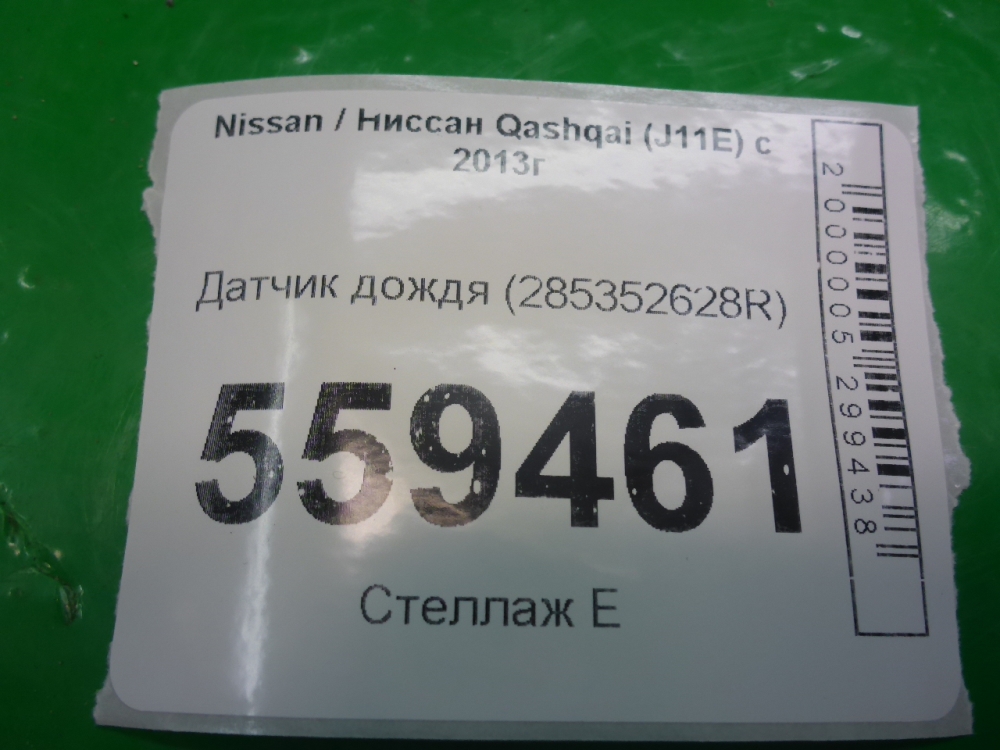 Nissan / Ниссан Qashqai (J11E) с
2013г
Датчик дождя (285352628R)
559461
Стеллаж Е
2000005299438